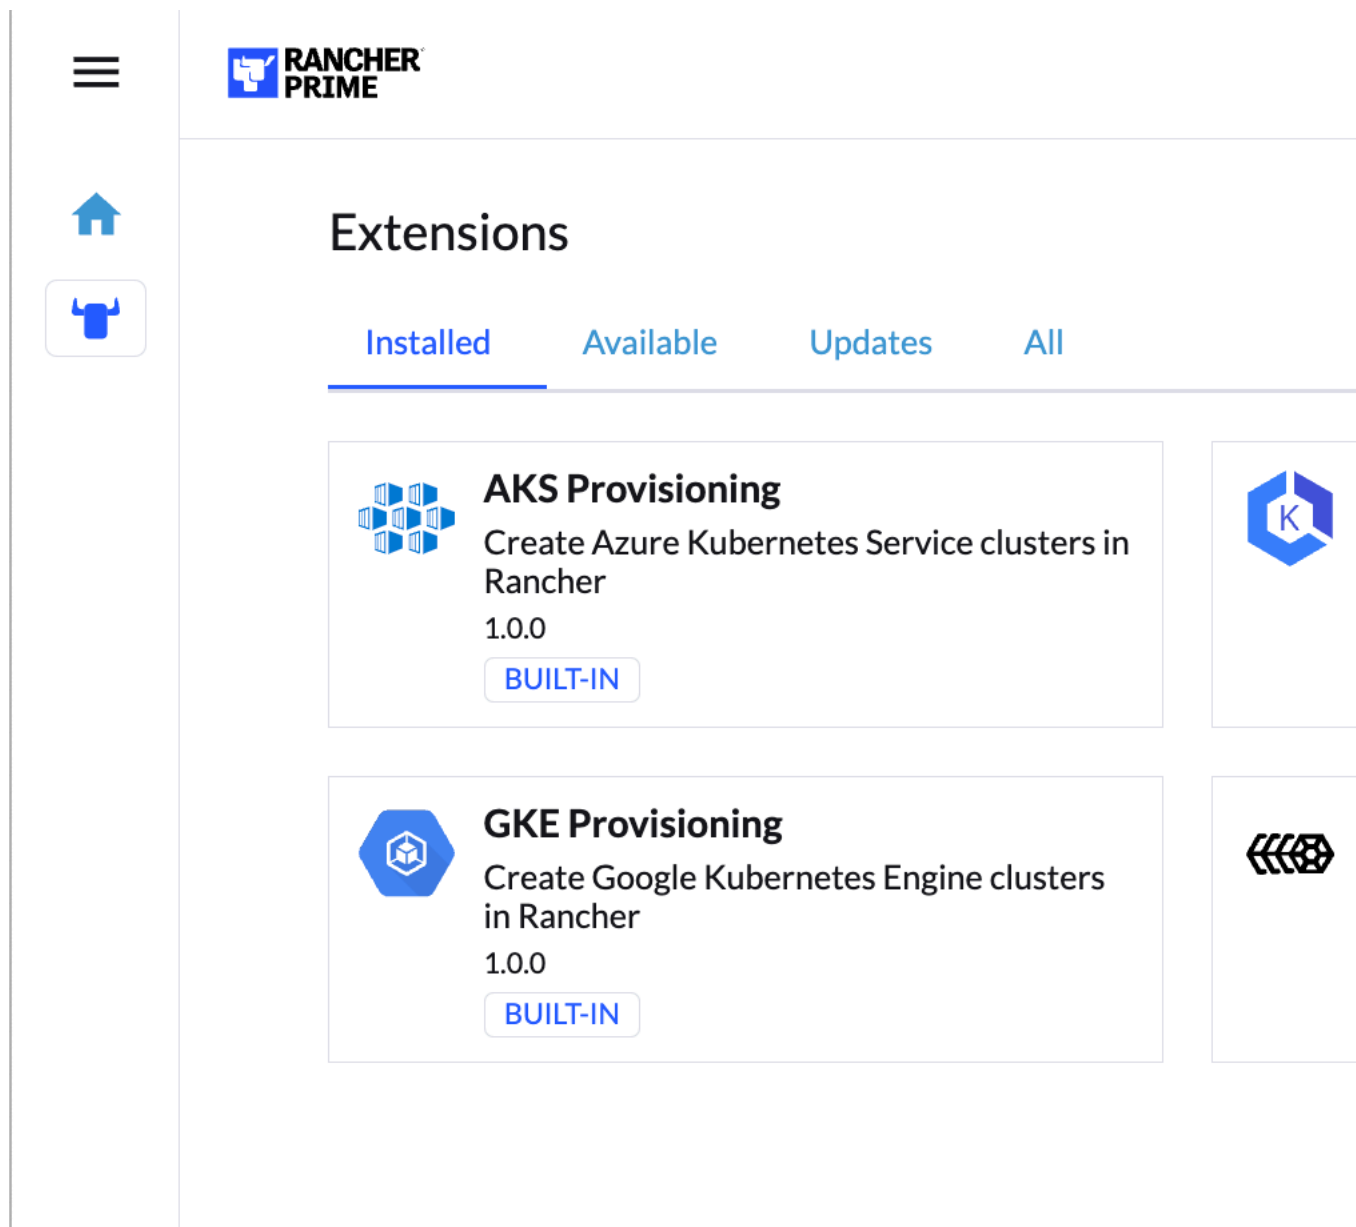 RANCHER
PRIME
Extensions
Installed Available Updates All
AKS Provisioning
Create Azure Kubernetes Service clusters in
Rancher
1.0.0
BUILT-IN
K
GKE Provisioning
Create Google Kubernetes Engine clusters
in Rancher
1.0.0
BUILT-IN